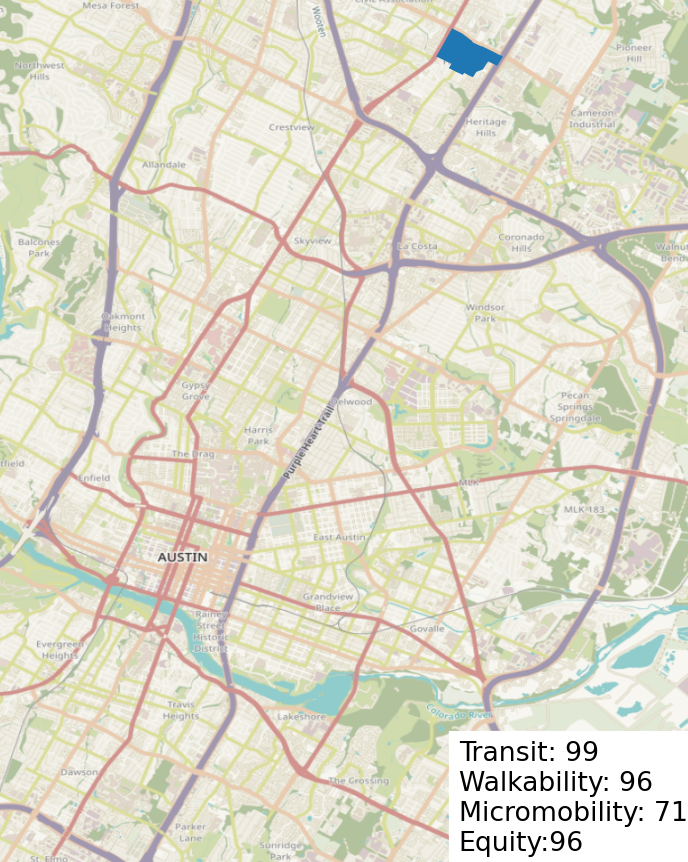 Mesa Forest
Civic Association
Wooten
Pioneer
Hill
Northwest
Hills
Cameron
Industrial
Crestview
Heritage
Hills
Allandale
Balcones
Park
Skyview
La Costa
Coronado
Hills
Walnut
Bend
Oakmont
Heights
Windsor
Park
Gypsy
Grove
Delwood
Pecan
Springs
Springdale
Harris
Park
Purple Heart Trail
The Drag
tfield
Enfield
MLK
MLK 183
East Austin
AUSTIN
Grandview
Place
Rainey
Street
Historic
District
Govalle
Evergreen
Heights
Travis
Heights
Lakeshore
Colorado River
Dawson
The Grossing
Parker
Lane
Sunridge
Park
St. Elmo
Transit: 99
Walkability: 96
Micromobility: 71
Equity:96